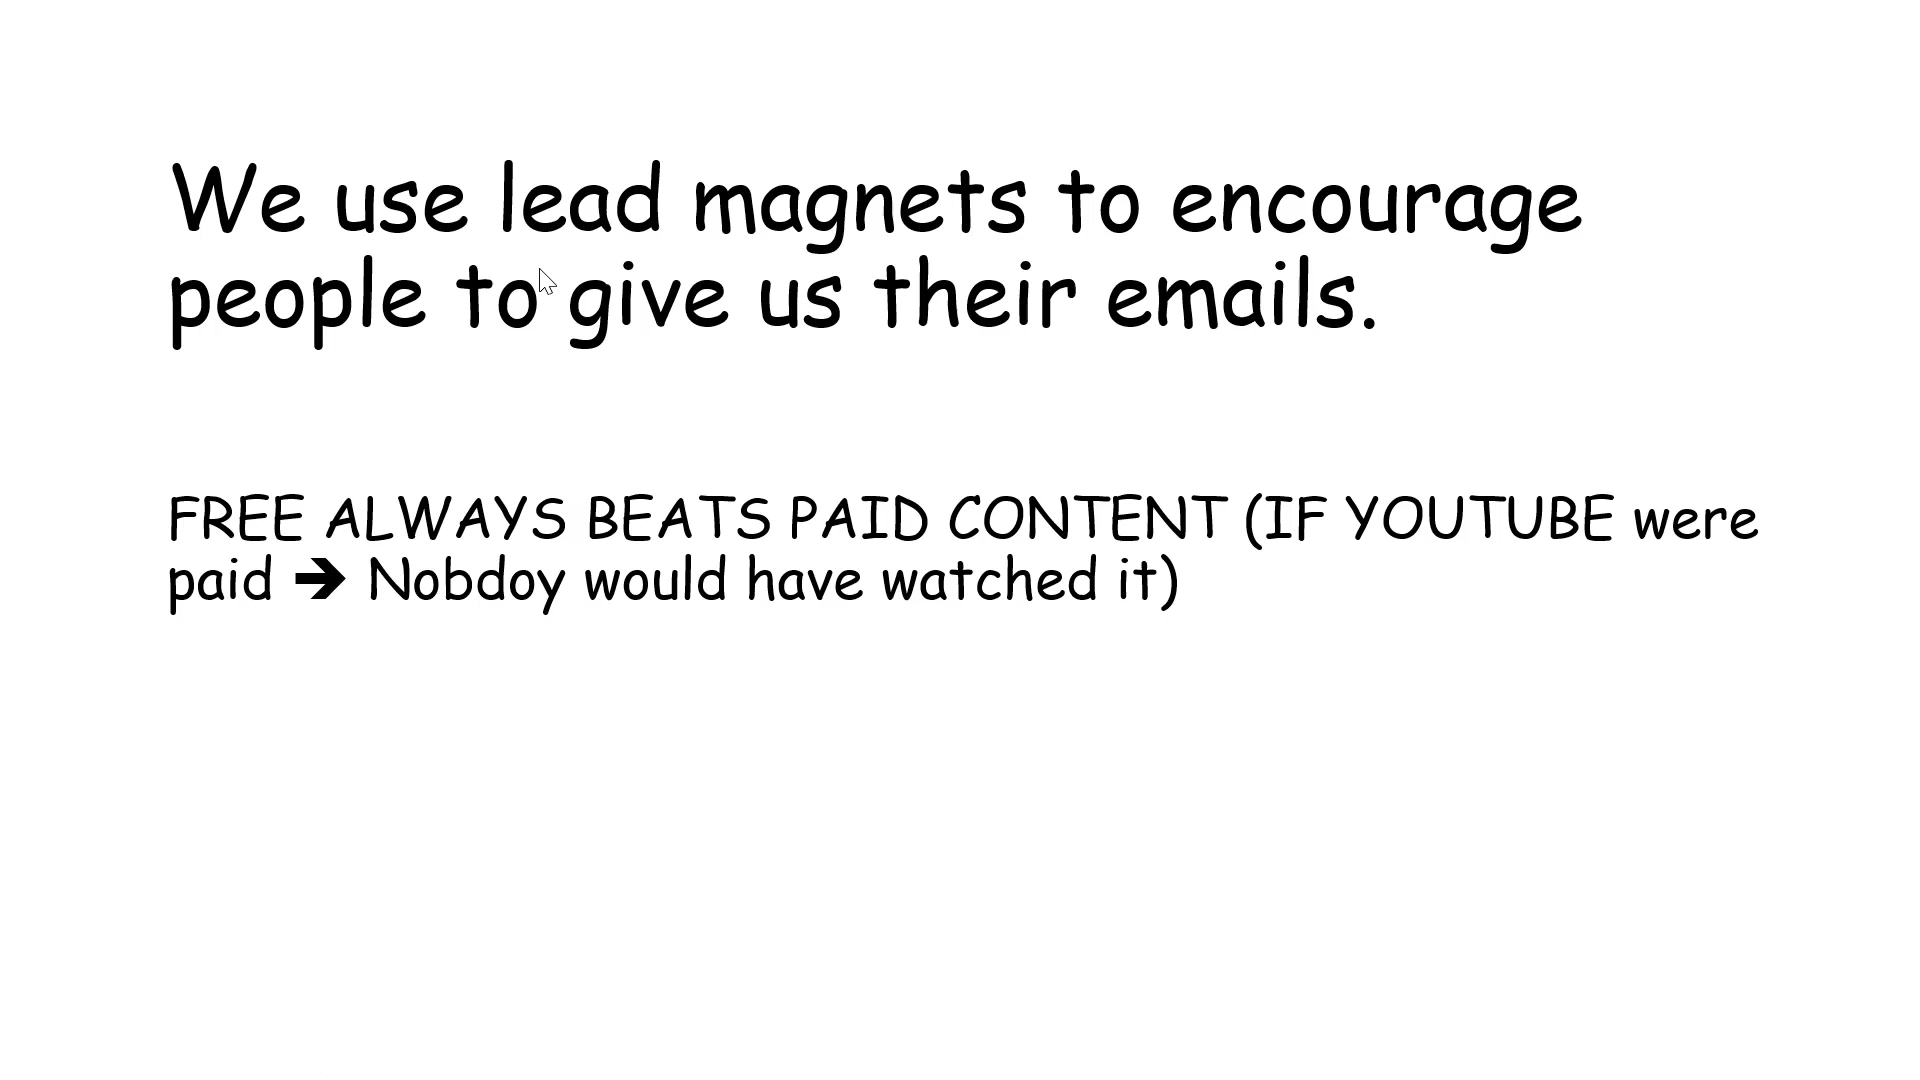 We use lead magnets to encourage
people to give us their emails.
FREE ALWAYS BEATS PAID CONTENT (IF YOUTUBE were
paid 🡲 Nobdoy would have watched it)